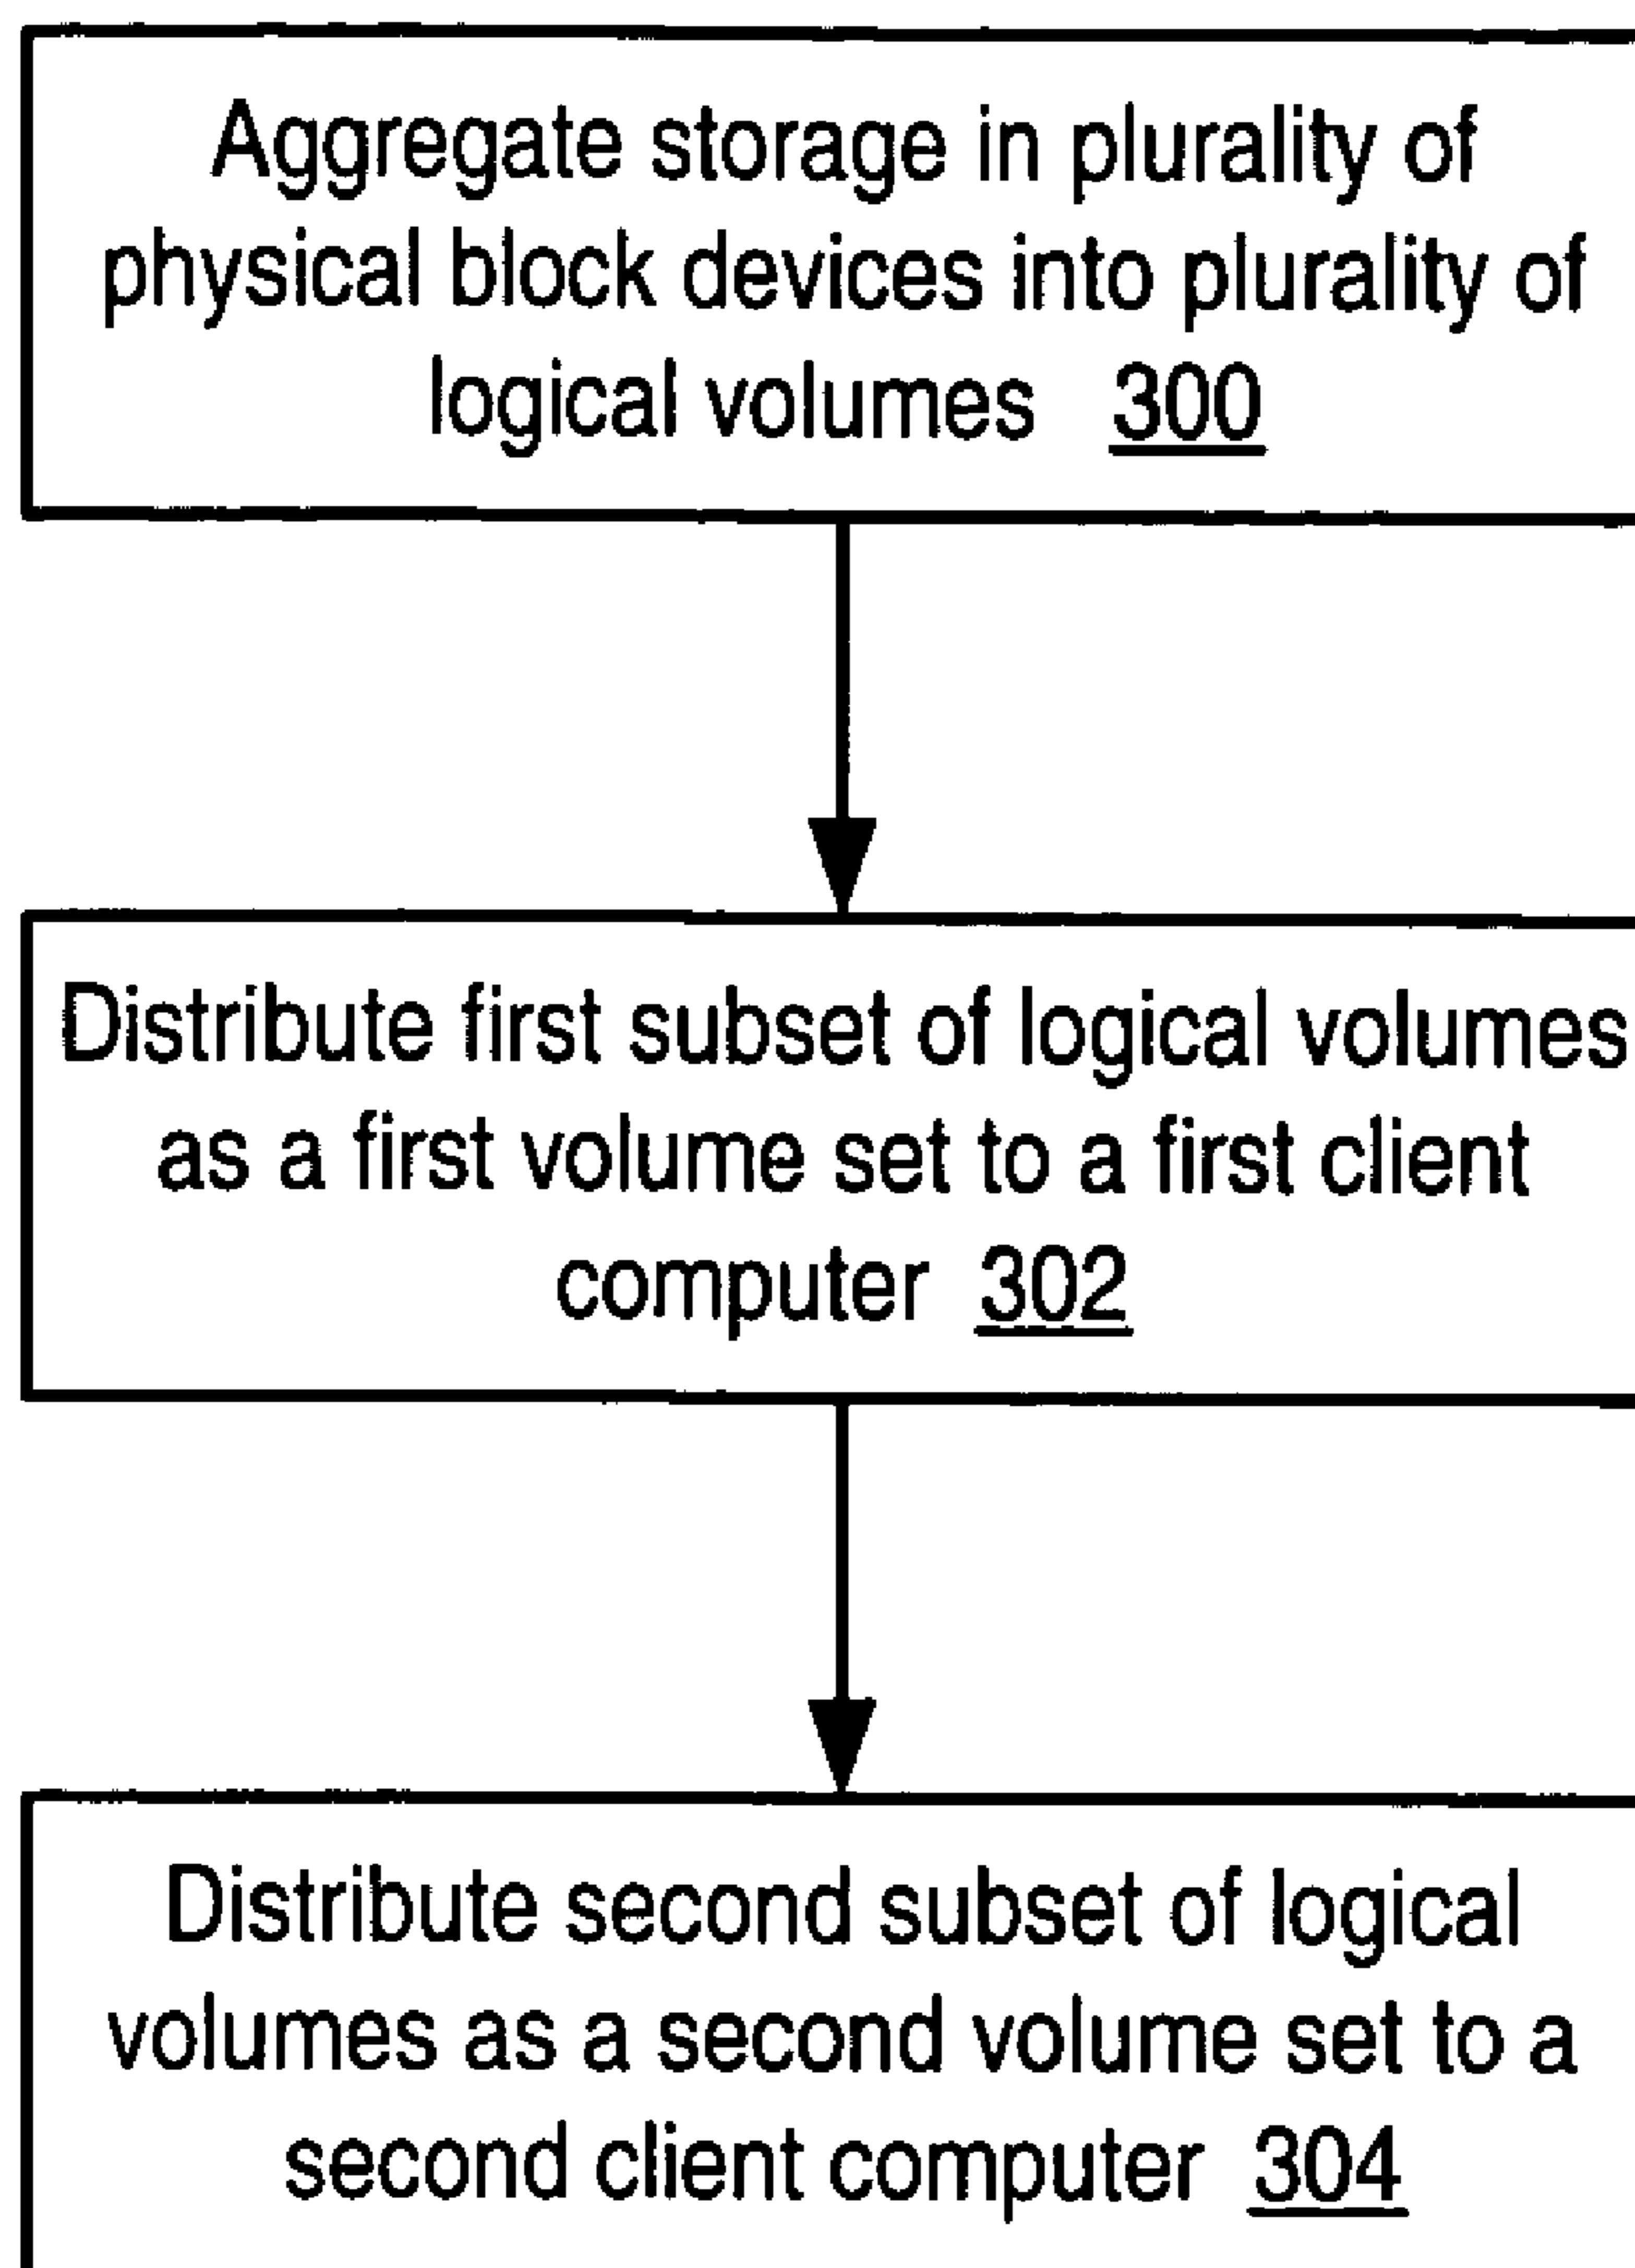 Aggregate storage in plurality of
physical block devices into plurality of
logical volumes 300
Distribute first subset of logical volumes
as a first volume set to a first client
computer 302
Distribute second subset of logical
volumes as a second volume set to a
second client computer 304